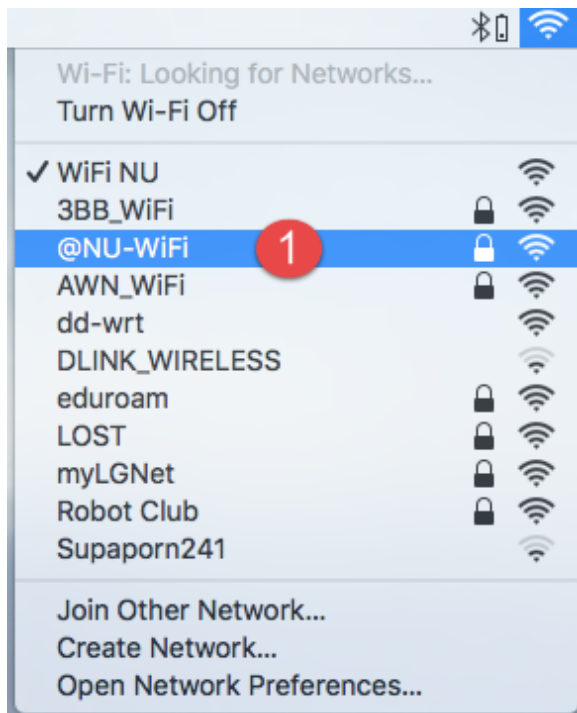 Wi-Fi: Looking for Networks...
Turn Wi-Fi Off
WiFi NU
3BB_WiFi
@NU-WiFi 1
AWN_WiFi
dd-wrt
DLINK_WIRELESS
eduroam
LOST
myLGNet
Robot Club
Supaporn241
Join Other Network...
Create Network...
Open Network Preferences...